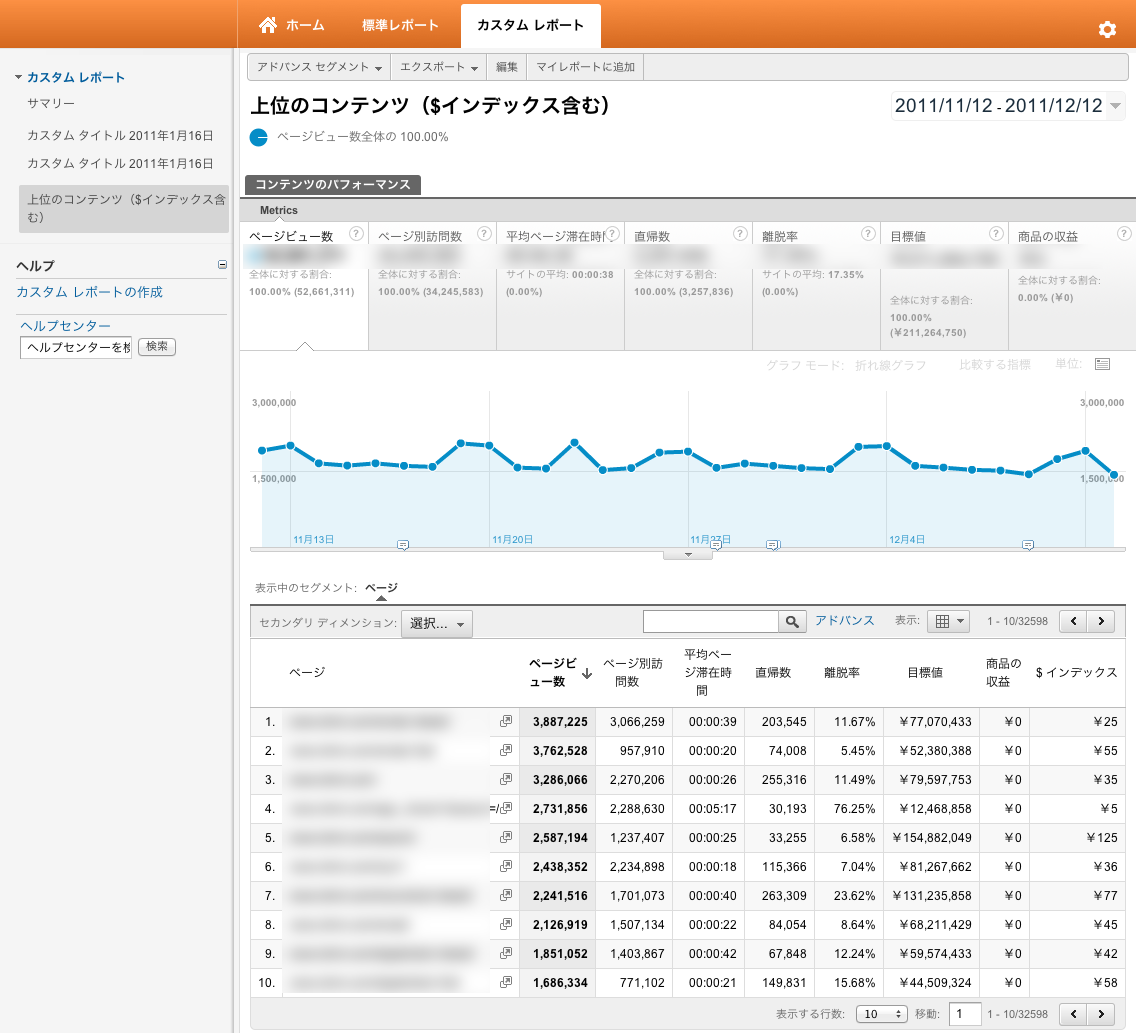 ホーム
標準レポート
カスタム レポート
カスタム レポート
サマリー
カスタム タイトル 2011年1月16日
カスタム タイトル 2011年1月16日
上位のコンテンツ（$インデックス含
む）
ヘルプ
カスタム レポートの作成
ヘルプセンター
ヘルプセンターを検
検索
アドバンス セグメント
エクスポート
編集
マイレポートに追加
上位のコンテンツ（$インデックス含む）
2011/11/12 - 2011/12/12
ページビュー数全体の 100.00%
コンテンツのパフォーマンス
Metrics
ページビュー数 ?
全体に対する割合:
100.00% (52,661,311)
ページ別訪問数 ?
全体に対する割合:
100.00% (34,245,583)
平均ページ滞在時間 ?
サイトの平均: 00:00:38
(0.00%)
直帰数 ?
全体に対する割合:
100.00% (3,257,836)
離脱率 ?
サイトの平均: 17.35%
(0.00%)
目標値 ?
全体に対する割合:
100.00%
(￥211,264,750)
商品の収益 ?
全体に対する割合:
0.00% (￥0)
グラフ モード: 折れ線グラフ 比較する指標 単位:
3,000,000 3,000,000
1,500,000 1,500,000
11月13日 11月20日 11月27日 12月4日
表示中のセグメント: ページ
セカンダリ ディメンション: 選択... アドバンス 表示: 1 - 10/32598
ページ
ページビ
ュー数
ページ別訪
問数
平均ペー
ジ滞在時
間
直帰数
離脱率
目標値
商品の
収益
$ インデックス
1. 3,887,225 3,066,259 00:00:39 203,545 11.67% ￥77,070,433 ￥0 ￥25
2. 3,762,528 957,910 00:00:20 74,008 5.45% ￥52,380,388 ￥0 ￥55
3. 3,286,066 2,270,206 00:00:26 255,316 11.49% ￥79,597,753 ￥0 ￥35
4. =/ 2,731,856 2,288,630 00:05:17 30,193 76.25% ￥12,468,858 ￥0 ￥5
5. 2,587,194 1,237,407 00:00:25 33,255 6.58% ￥154,882,049 ￥0 ￥125
6. 2,438,352 2,234,898 00:00:18 115,366 7.04% ￥81,267,662 ￥0 ￥36
7. 2,241,516 1,701,073 00:00:40 263,309 23.62% ￥131,235,858 ￥0 ￥77
8. 2,126,919 1,507,134 00:00:22 84,054 8.64% ￥68,211,429 ￥0 ￥45
9. 1,851,052 1,403,867 00:00:42 67,848 12.24% ￥59,574,433 ￥0 ￥42
10. 1,686,334 771,102 00:00:21 149,831 15.68% ￥44,509,324 ￥0 ￥58
表示する行数: 10 移動: 1 1 - 10/32598